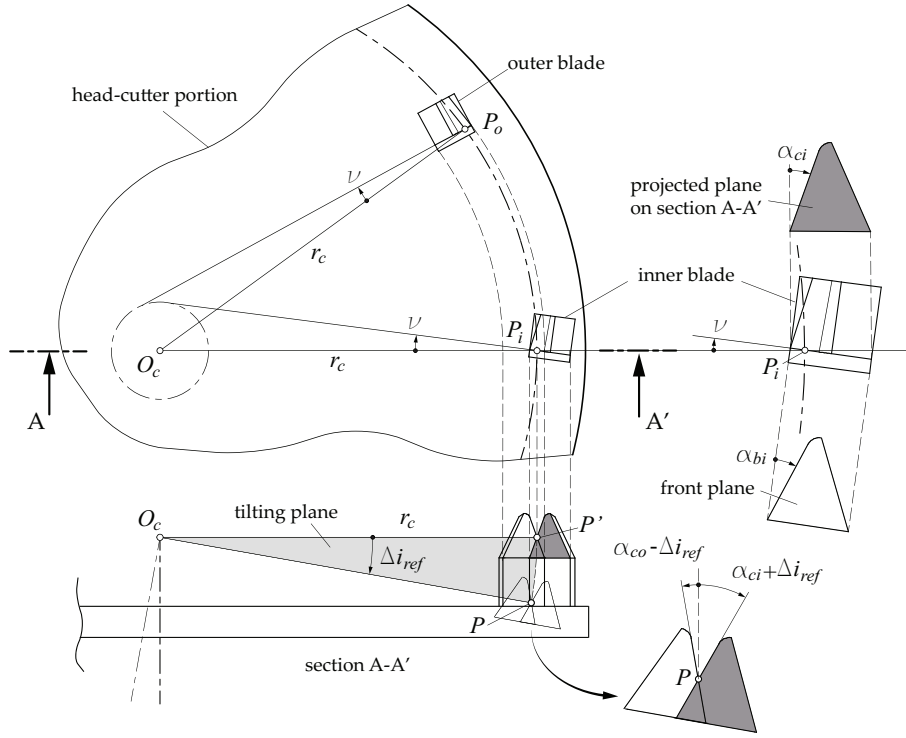 outer blade
head-cutter portion
P_o
α_ci
ν
projected plane
on section A-A'
r_c
inner blade
ν
P_i
ν
O_c
r_c
P_i
A
A'
α_bi
front plane
O_c
tilting plane
r_c
P'
α_co - Δi_ref
Δi_ref
α_ci + Δi_ref
P
section A-A'
P